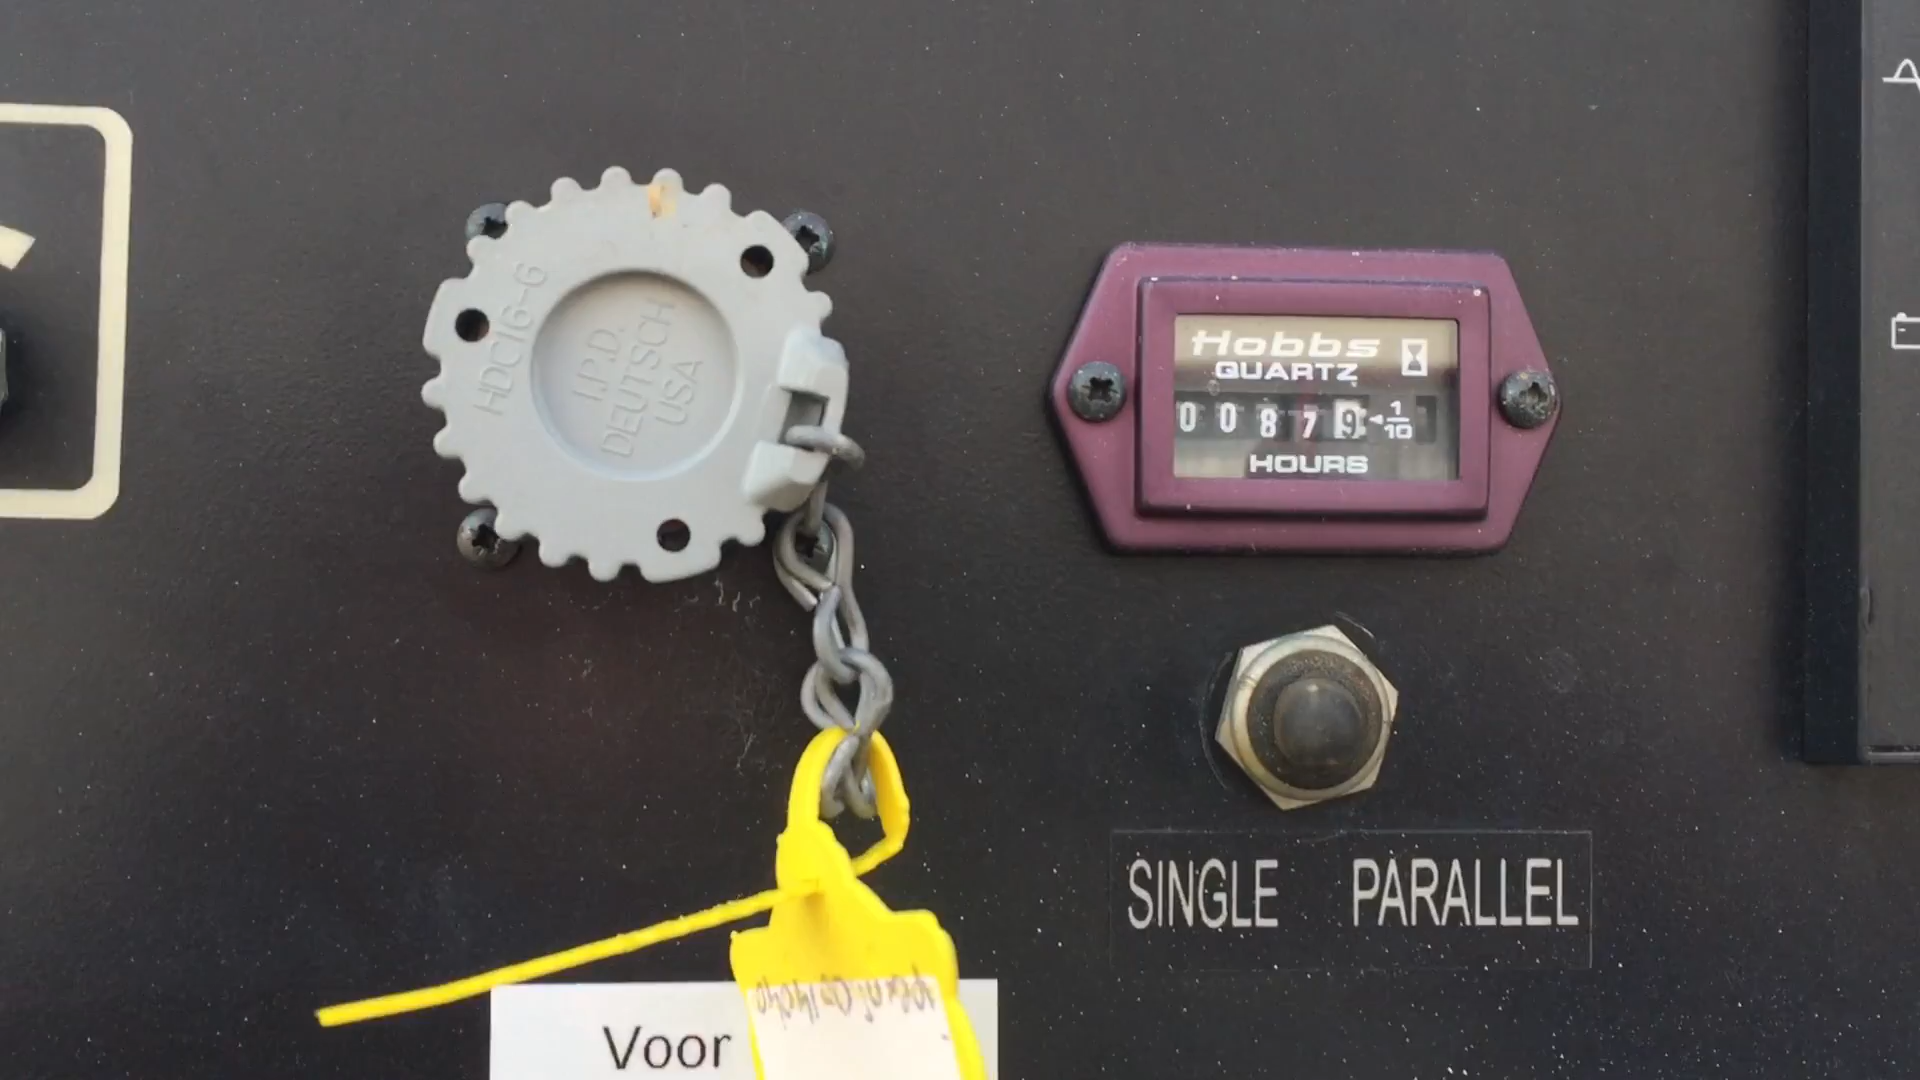 HDC16-6
I.P.D.
DEUTSCH
USA
Hobbs
QUARTZ
0 0 8 7 9 1/10
HOURS
SINGLE PARALLEL
Voor